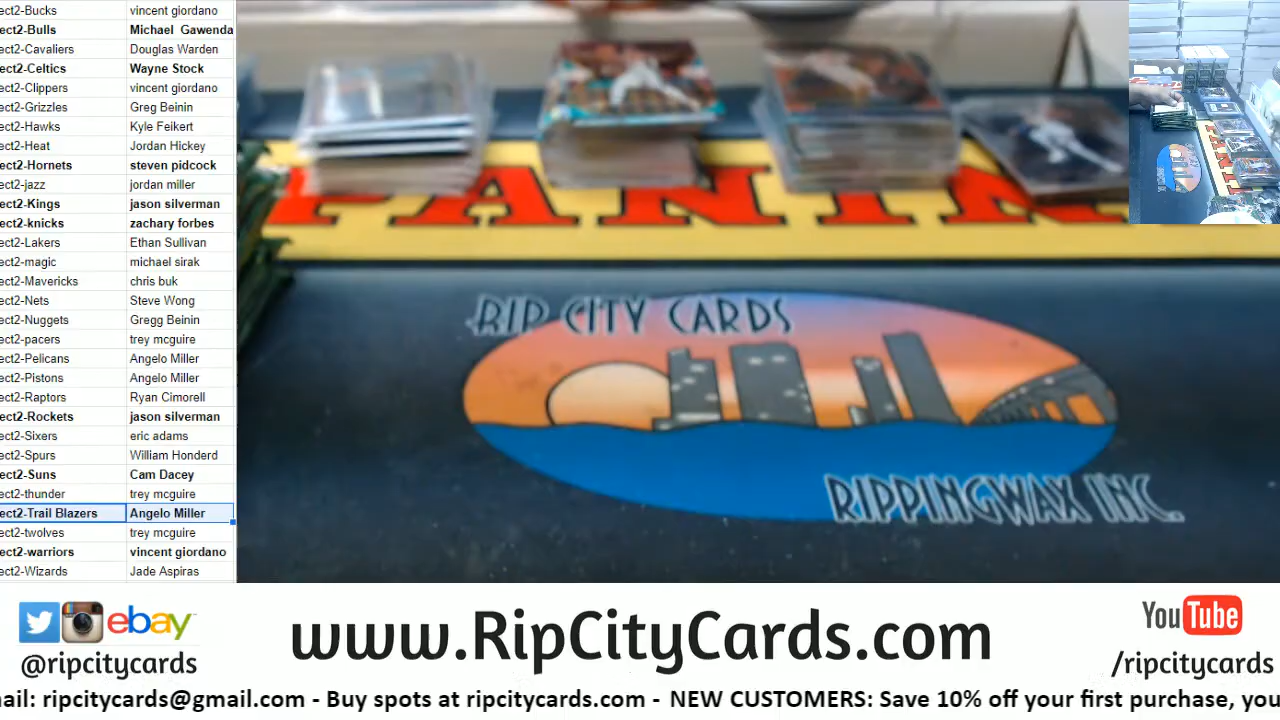 ect2-Bucks vincent giordano
ect2-Bulls Michael Gawenda
ect2-Cavaliers Douglas Warden
ect2-Celtics Wayne Stock
ect2-Clippers vincent giordano
ect2-Grizzles Greg Beinin
ect2-Hawks Kyle Feikert
ect2-Heat Jordan Hickey
ect2-Hornets steven pidcock
ect2-jazz jordan miller
ect2-Kings jason silverman
ect2-knicks zachary forbes
ect2-Lakers Ethan Sullivan
ect2-magic michael sirak
ect2-Mavericks chris buk
ect2-Nets Steve Wong
ect2-Nuggets Gregg Beinin
ect2-pacers trey mcguire
ect2-Pelicans Angelo Miller
ect2-Pistons Angelo Miller
ect2-Raptors Ryan Cimorell
ect2-Rockets jason silverman
ect2-Sixers eric adams
ect2-Spurs William Honderd
ect2-Suns Cam Dacey
ect2-thunder trey mcguire
ect2-Trail Blazers Angelo Miller
ect2-twolves trey mcguire
ect2-warriors vincent giordano
ect2-Wizards Jade Aspiras
PANINI
RIP CITY CARDS
RIPPINGWAX INC.
ebay
@ripcitycards
www.RipCityCards.com
YouTube
/ripcitycards
nail: ripcitycards@gmail.com - Buy spots at ripcitycards.com - NEW CUSTOMERS: Save 10% off your first purchase, you